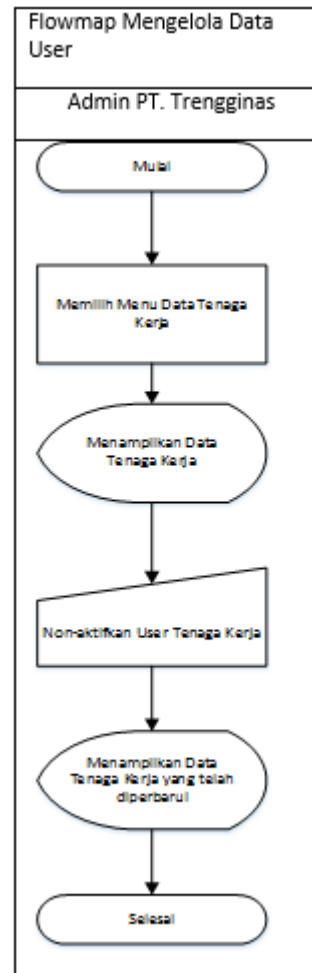 Flowmap Mengelola Data
User
Admin PT. Trengginas
Mulai
Memilih Menu Data Tenaga
Kerja
Menampilkan Data
Tenaga Kerja
Non-aktifkan User Tenaga Kerja
Menampilkan Data
Tenaga Kerja yang telah
diperbarui
Selesai